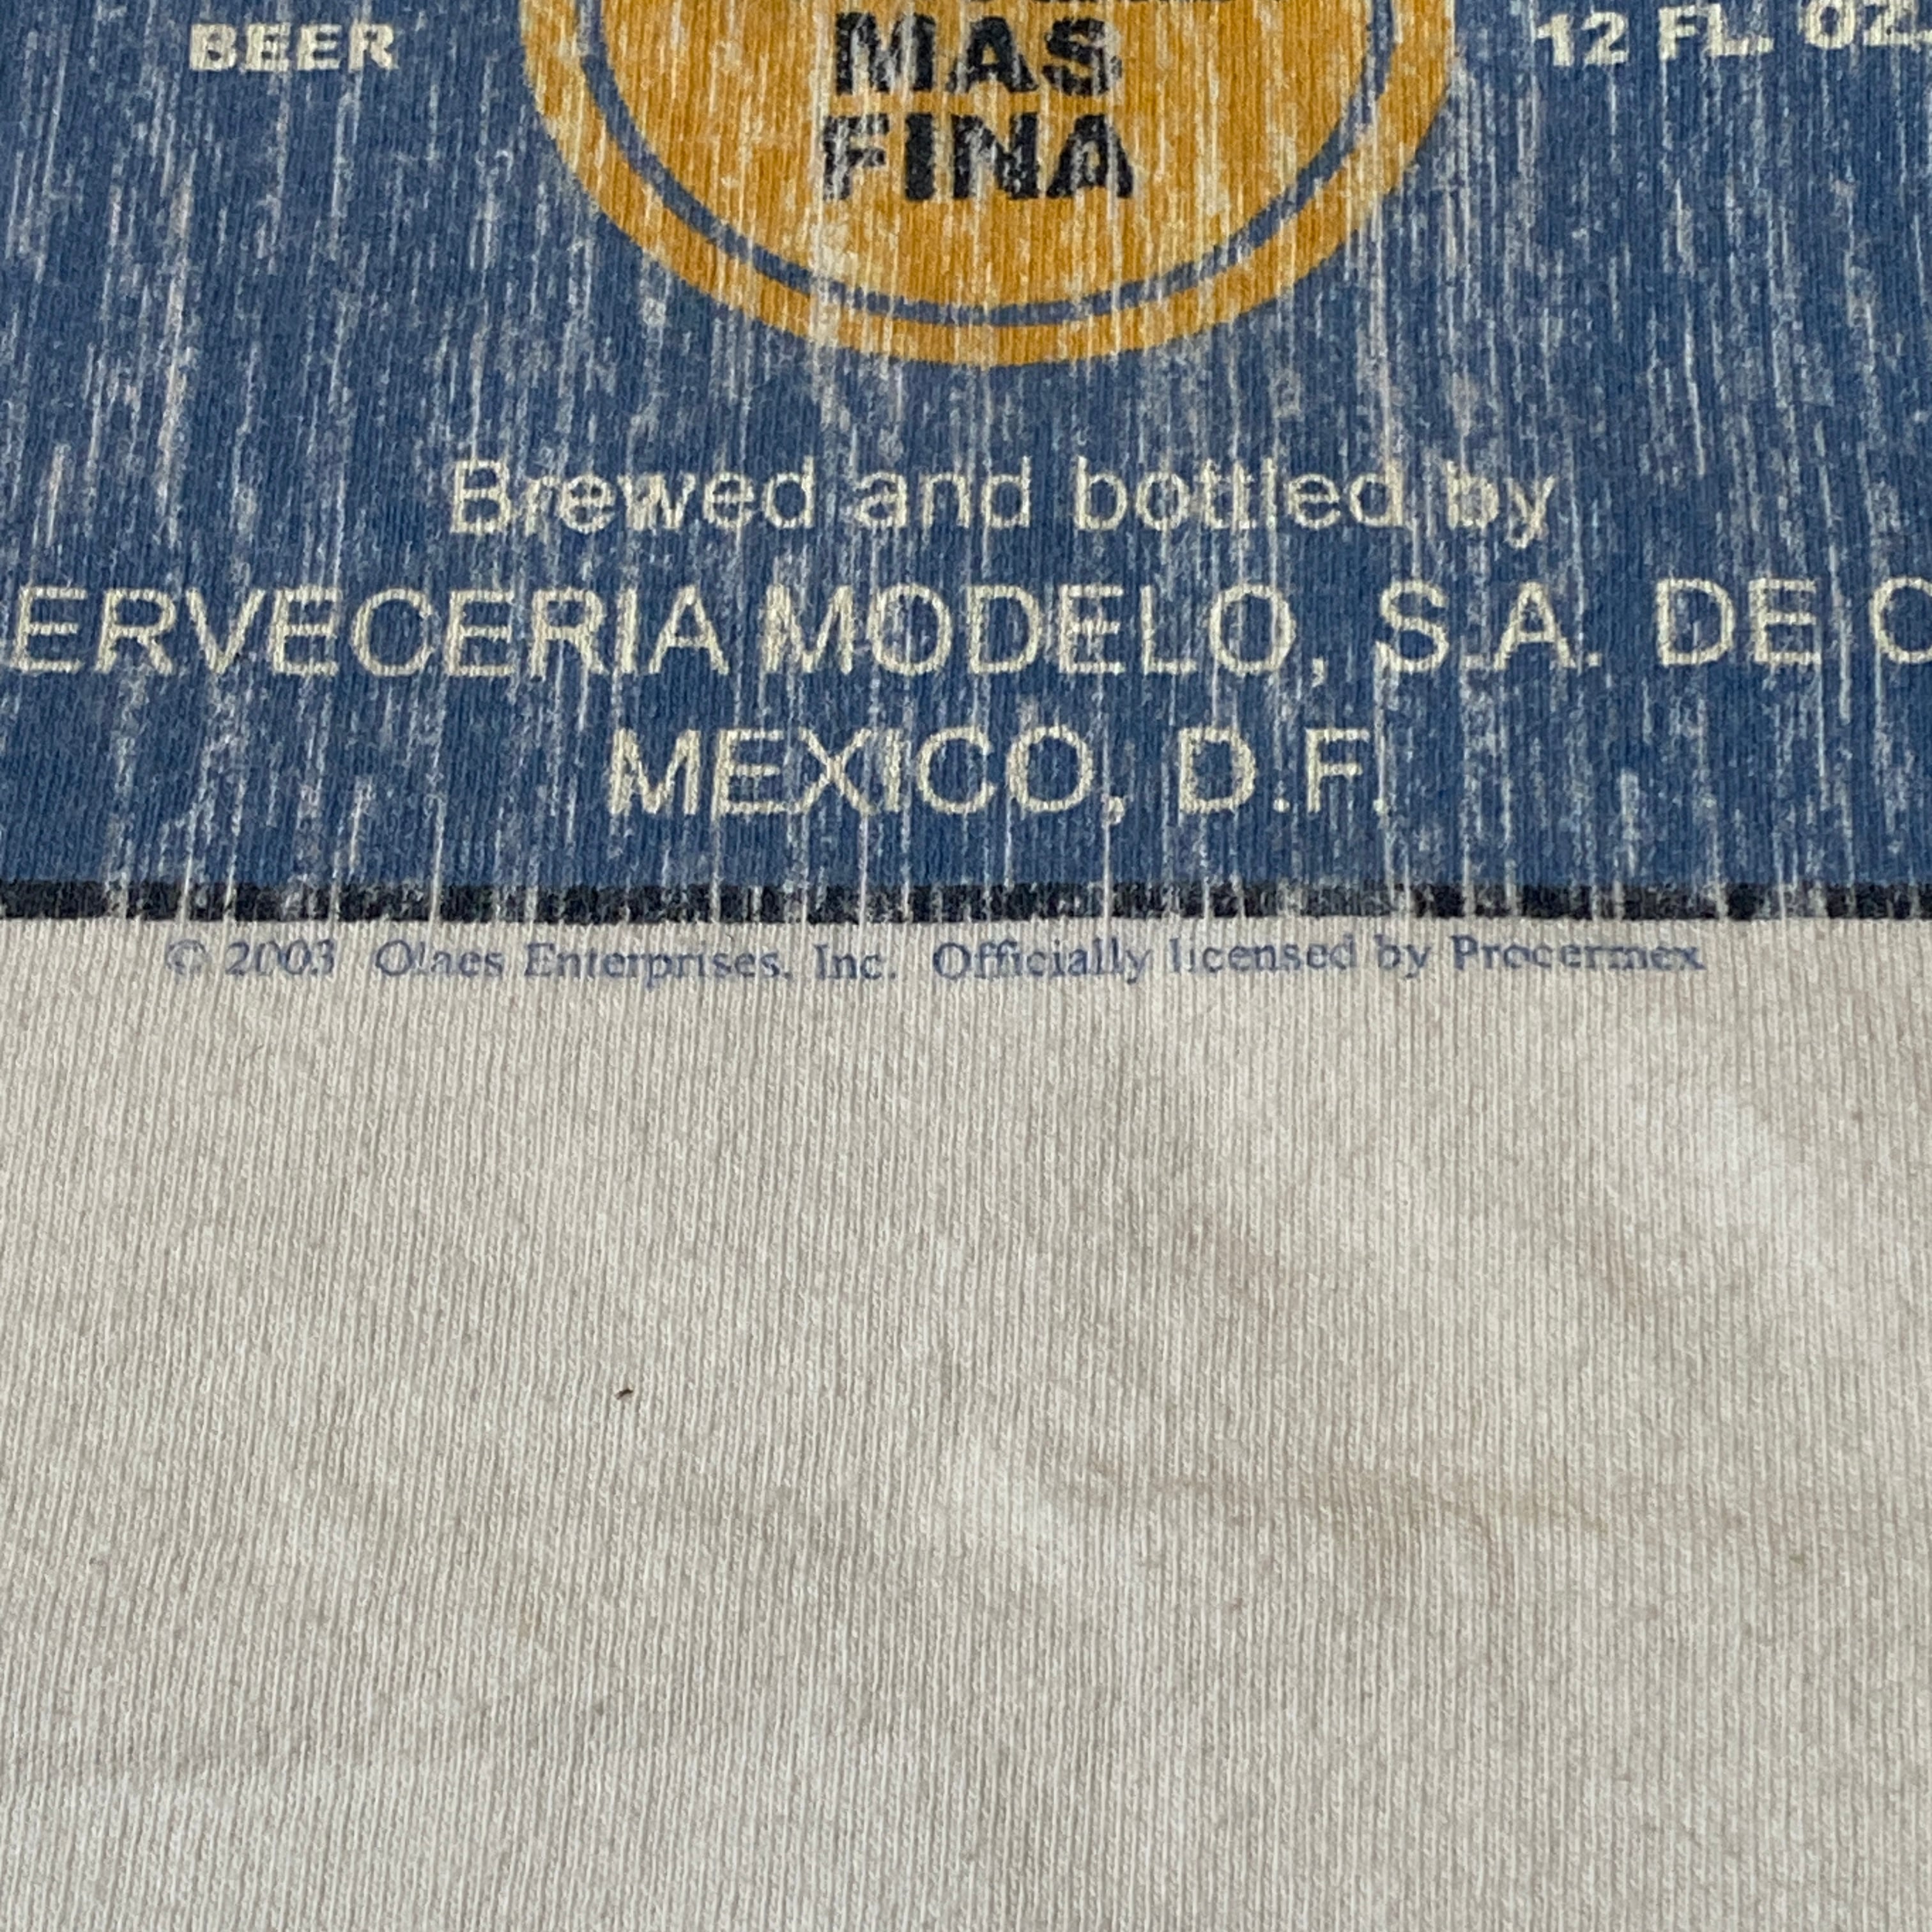 BEER
12 FL. OZ.
MAS
FINA
Brewed and bottled by
ERVECERIA MODELO, S.A. DE C
MEXICO, D.F.
© 2003 Olaes Enterprises, Inc. Officially licensed by Procermex